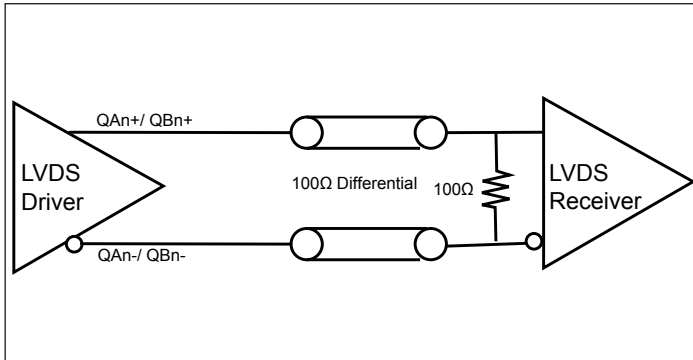 QAn+/ QBn+
LVDS
Driver
100Ω Differential
100Ω
LVDS
Receiver
QAn-/ QBn-